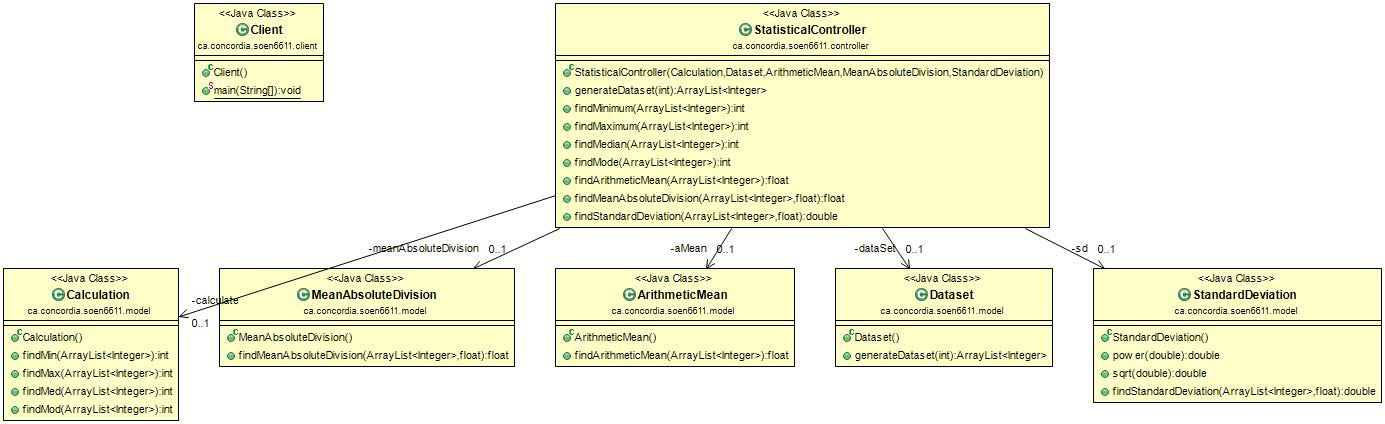 <<Java Class>>
Client
ca.concordia.soen6611.client
Client()
main(String[]):void
<<Java Class>>
StatisticalController
ca.concordia.soen6611.controller
StatisticalController(Calculation,Dataset,ArithmeticMean,MeanAbsoluteDivision,StandardDeviation)
generateDataset(int):ArrayList<Integer>
findMinimum(ArrayList<Integer>):int
findMaximum(ArrayList<Integer>):int
findMedian(ArrayList<Integer>):int
findMode(ArrayList<Integer>):int
findArithmeticMean(ArrayList<Integer>):float
findMeanAbsoluteDivision(ArrayList<Integer>,float):float
findStandardDeviation(ArrayList<Integer>,float):double
-meanAbsoluteDivision 0..1
-aMean 0..1
-dataSet 0..1
-sd 0..1
-calculate
0..1
<<Java Class>>
Calculation
ca.concordia.soen6611.model
Calculation()
findMin(ArrayList<Integer>):int
findMax(ArrayList<Integer>):int
findMed(ArrayList<Integer>):int
findMod(ArrayList<Integer>):int
<<Java Class>>
MeanAbsoluteDivision
ca.concordia.soen6611.model
MeanAbsoluteDivision()
findMeanAbsoluteDivision(ArrayList<Integer>,float):float
<<Java Class>>
ArithmeticMean
ca.concordia.soen6611.model
ArithmeticMean()
findArithmeticMean(ArrayList<Integer>):float
<<Java Class>>
Dataset
ca.concordia.soen6611.model
Dataset()
generateDataset(int):ArrayList<Integer>
<<Java Class>>
StandardDeviation
ca.concordia.soen6611.model
StandardDeviation()
power(double):double
sqrt(double):double
findStandardDeviation(ArrayList<Integer>,float):double